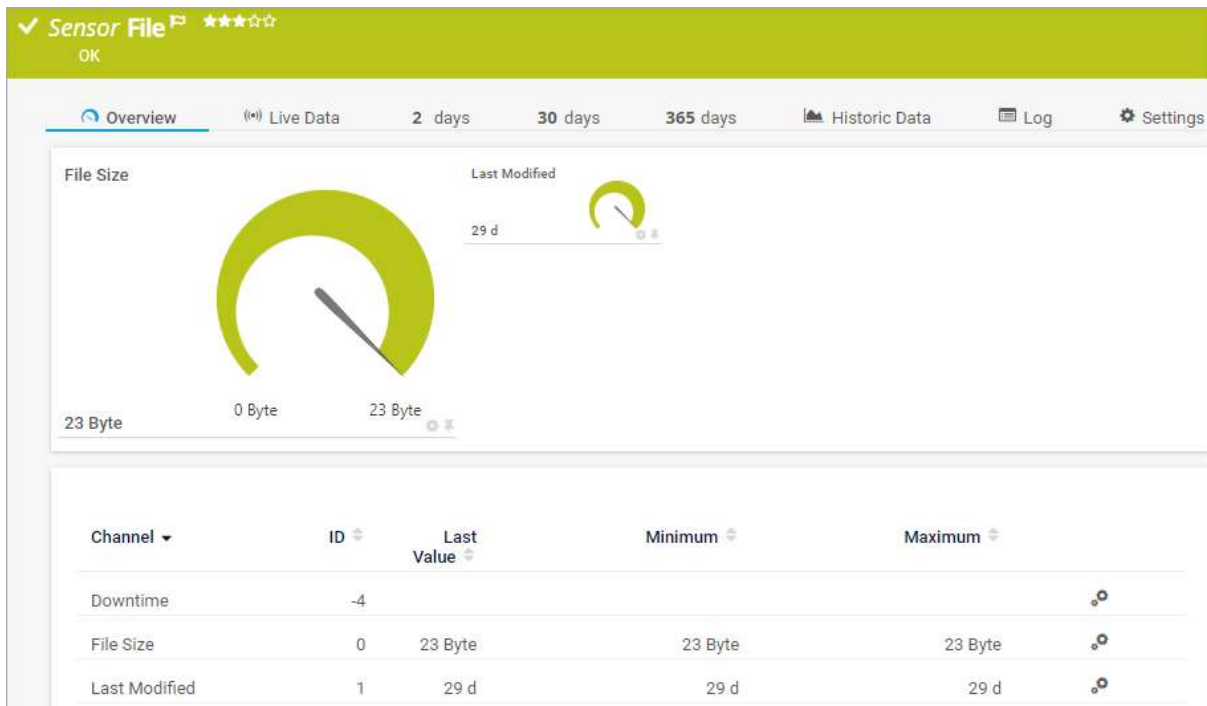 Sensor File
OK
Overview Live Data 2 days 30 days 365 days Historic Data Log Settings
File Size
Last Modified
29 d
0 Byte 23 Byte
23 Byte
Channel ID Last Value Minimum Maximum
Downtime -4
File Size 0 23 Byte 23 Byte 23 Byte
Last Modified 1 29 d 29 d 29 d